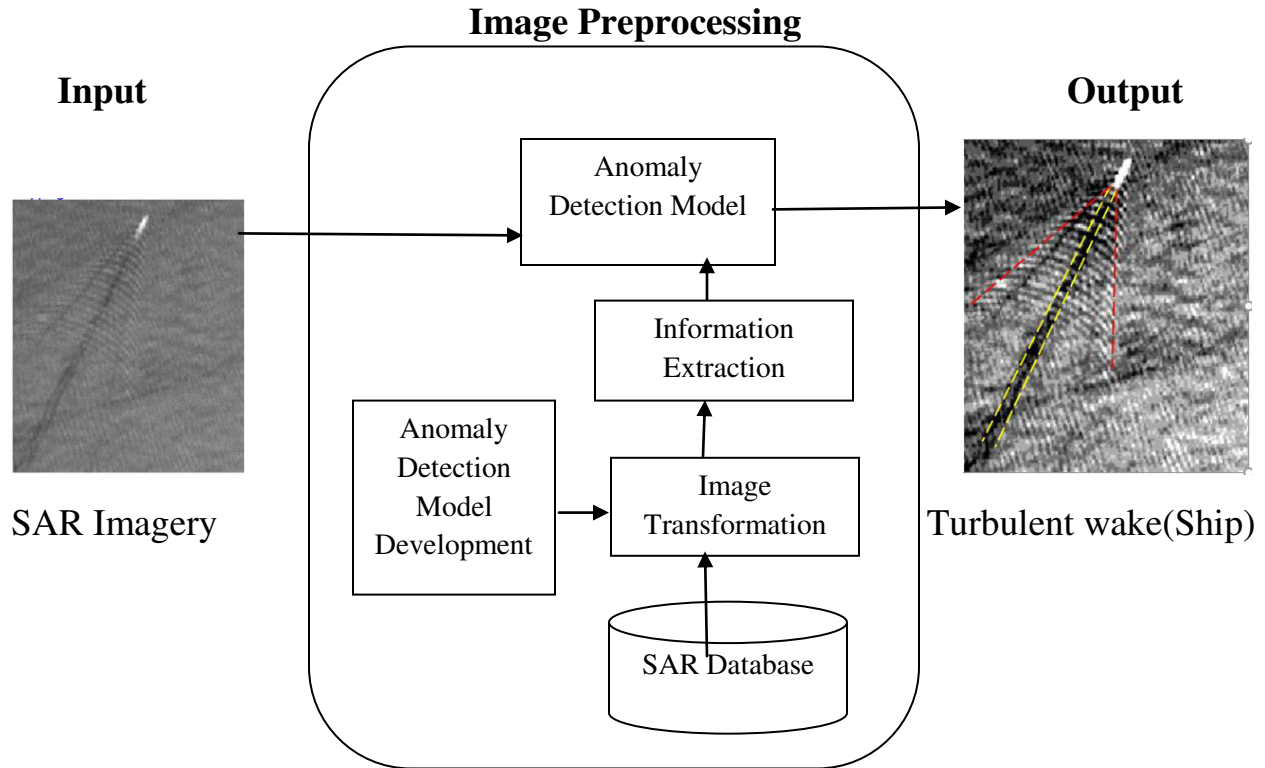 Image Preprocessing
Input
Output
Anomaly
Detection Model
Information
Extraction
Anomaly
Detection
Model
Development
Image
Transformation
SAR Database
SAR Imagery
Turbulent wake(Ship)